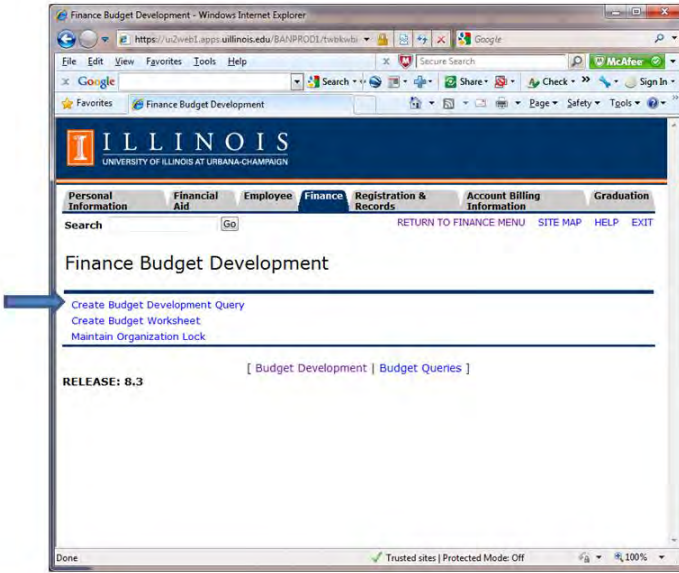 Finance Budget Development - Windows Internet Explorer
https://ui2web1.apps.uillinois.edu/BANPROD1/twbkwbi
Google
File Edit View Favorites Tools Help
Secure Search
McAfee
x Google
Search
Share
Check
Sign In
Favorites
Finance Budget Development
Page Safety Tools
I
ILLINOIS
UNIVERSITY OF ILLINOIS AT URBANA-CHAMPAIGN
Personal Information
Financial Aid
Employee
Finance
Registration & Records
Account Billing Information
Graduation
Search
Go
RETURN TO FINANCE MENU SITE MAP HELP EXIT
Finance Budget Development
Create Budget Development Query
Create Budget Worksheet
Maintain Organization Lock
[ Budget Development | Budget Queries ]
RELEASE: 8.3
Done
Trusted sites | Protected Mode: Off
100%